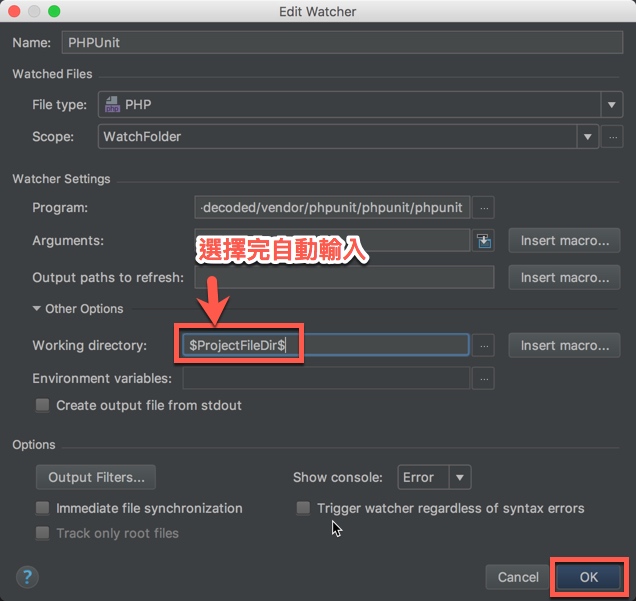 Edit Watcher
Name: PHPUnit
Watched Files
File type: PHP
Scope: WatchFolder ...
Watcher Settings
Program: -decoded/vendor/phpunit/phpunit/phpunit ...
Arguments: Insert macro...
選擇完自動輸入
Output paths to refresh: Insert macro...
Other Options
Working directory: $ProjectFileDir$ ... Insert macro...
Environment variables: ...
Create output file from stdout
Options
Output Filters... Show console: Error
Immediate file synchronization Trigger watcher regardless of syntax errors
Track only root files
? Cancel OK